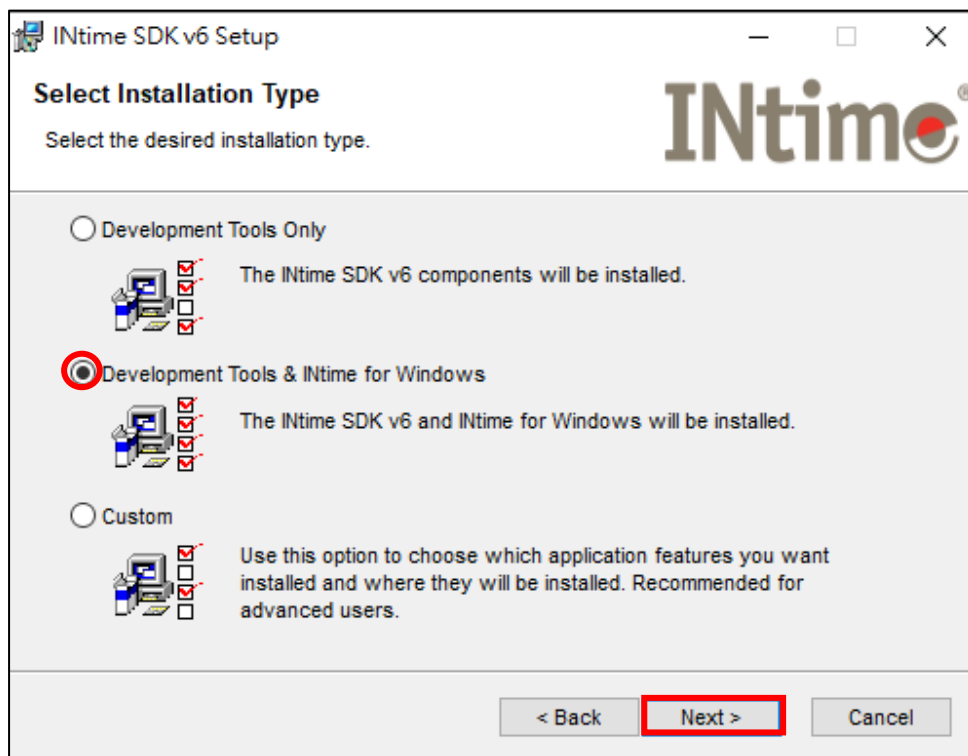 INtime SDK v6 Setup
Select Installation Type
Select the desired installation type.
INtime®
Development Tools Only
The INtime SDK v6 components will be installed.
Development Tools & INtime for Windows
The INtime SDK v6 and INtime for Windows will be installed.
Custom
Use this option to choose which application features you want
installed and where they will be installed. Recommended for
advanced users.
< Back Next > Cancel